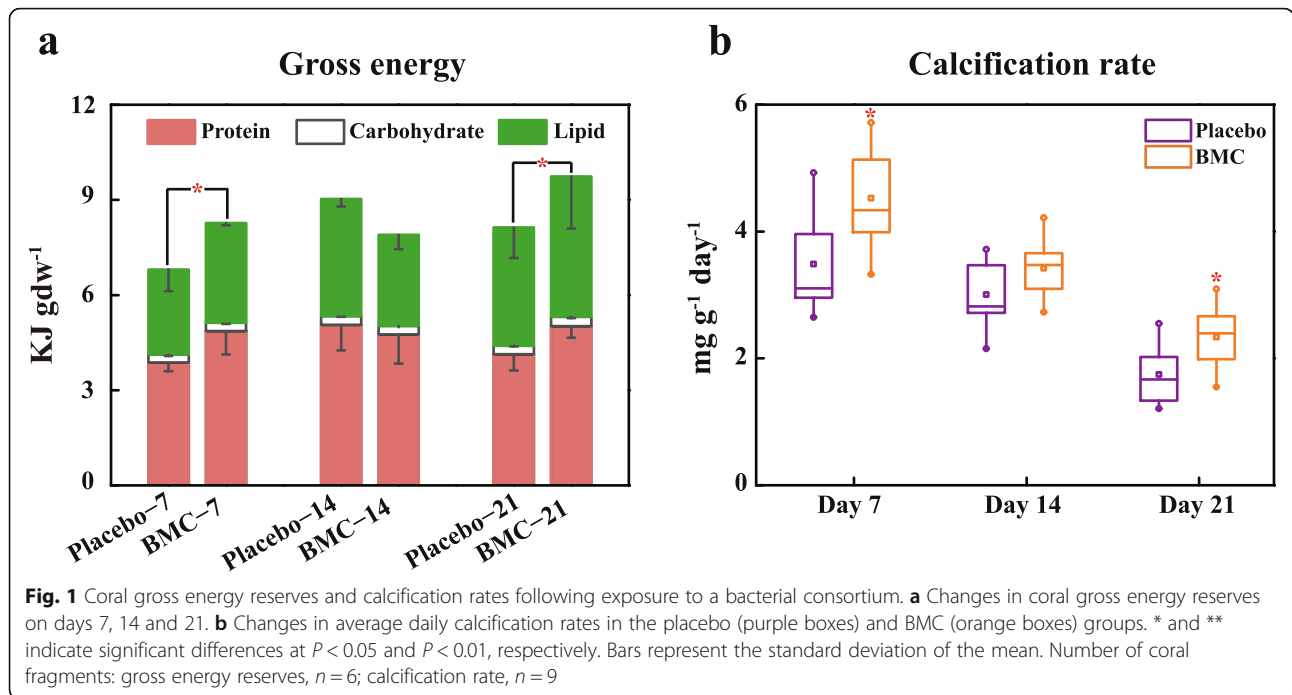 a
Gross energy
12
9
6
3
0
KJ gdw⁻¹
Protein
Carbohydrate
Lipid
*
*
Placebo−7
BMC−7
Placebo−14
BMC−14
Placebo−21
BMC−21
b
Calcification rate
6
4
2
0
mg g⁻¹ day⁻¹
*
Placebo
BMC
*
Day 7
Day 14
Day 21
Fig. 1 Coral gross energy reserves and calcification rates following exposure to a bacterial consortium. a Changes in coral gross energy reserves
on days 7, 14 and 21. b Changes in average daily calcification rates in the placebo (purple boxes) and BMC (orange boxes) groups. * and **
indicate significant differences at P < 0.05 and P < 0.01, respectively. Bars represent the standard deviation of the mean. Number of coral
fragments: gross energy reserves, n = 6; calcification rate, n = 9